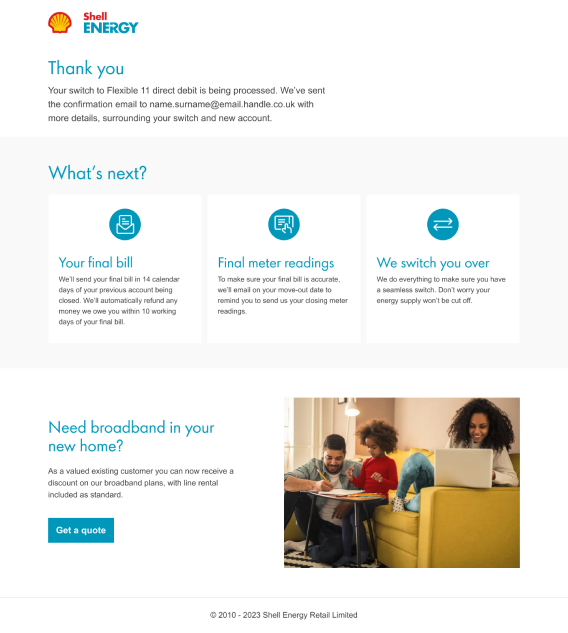 Shell
ENERGY
Thank you
Your switch to Flexible 11 direct debit is being processed. We've sent
the confirmation email to name.surname@email.handle.co.uk with
more details, surrounding your switch and new account.
What's next?
Your final bill
We'll send your final bill in 14 calendar
days of your previous account being
closed. We'll automatically refund any
money we owe you within 10 working
days of your final bill.
Final meter readings
To make sure your final bill is accurate,
we'll email on your move-out date to
remind you to send us your closing meter
readings.
We switch you over
We do everything to make sure you have
a seamless switch. Don't worry your
energy supply won't be cut off.
Need broadband in your
new home?
As a valued existing customer you can now receive a
discount on our broadband plans, with line rental
included as standard.
Get a quote
© 2010 - 2023 Shell Energy Retail Limited